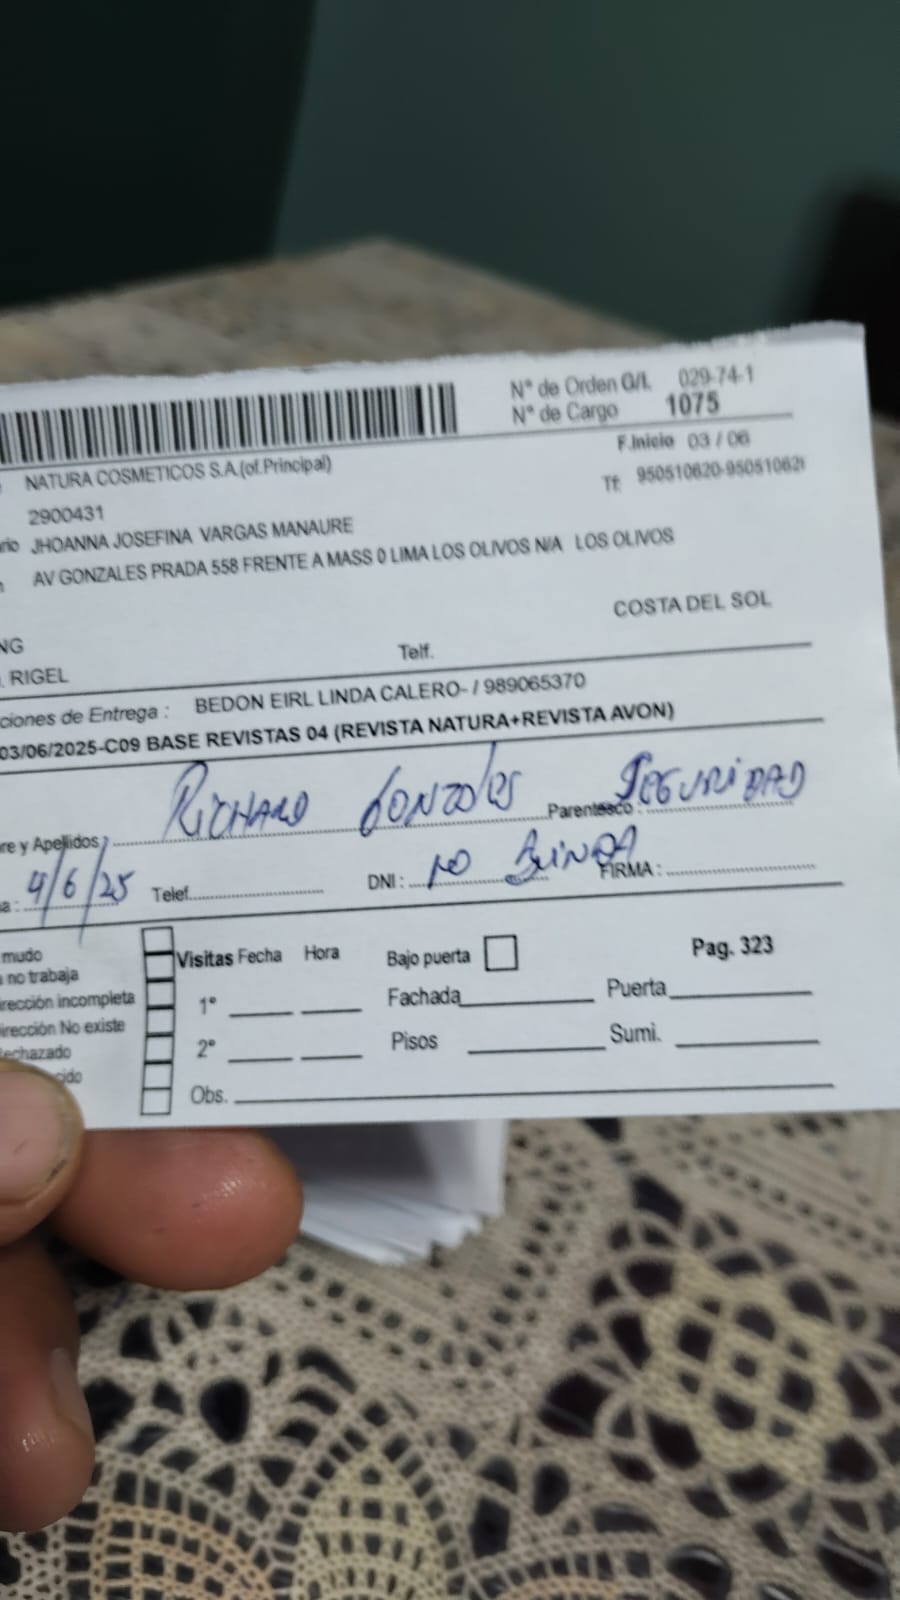 N° de Orden G/I. 029-74-1
N° de Cargo 1075
F.Inicio 03 / 06
NATURA COSMETICOS S.A.(of.Principal)
Tf: 950510620-95051062
2900431
JHOANNA JOSEFINA VARGAS MANAURE
AV GONZALES PRADA 558 FRENTE A MASS 0 LIMA LOS OLIVOS N/A LOS OLIVOS
COSTA DEL SOL
NG
Telf.
. RIGEL
ciones de Entrega : BEDON EIRL LINDA CALERO- / 989065370
03/06/2025-C09 BASE REVISTAS 04 (REVISTA NATURA+REVISTA AVON)
re y Apellidos RICHARD GONZALES Parentesco : SEGURIDAD
a : 4/6/25 Telef. DNI : NO BRINDA FIRMA :
mudo
no trabaja
irección incompleta
irección No existe
echazado
cido
Visitas Fecha Hora Bajo puerta Pag. 323
1° Fachada Puerta
2° Pisos Sumi.
Obs.